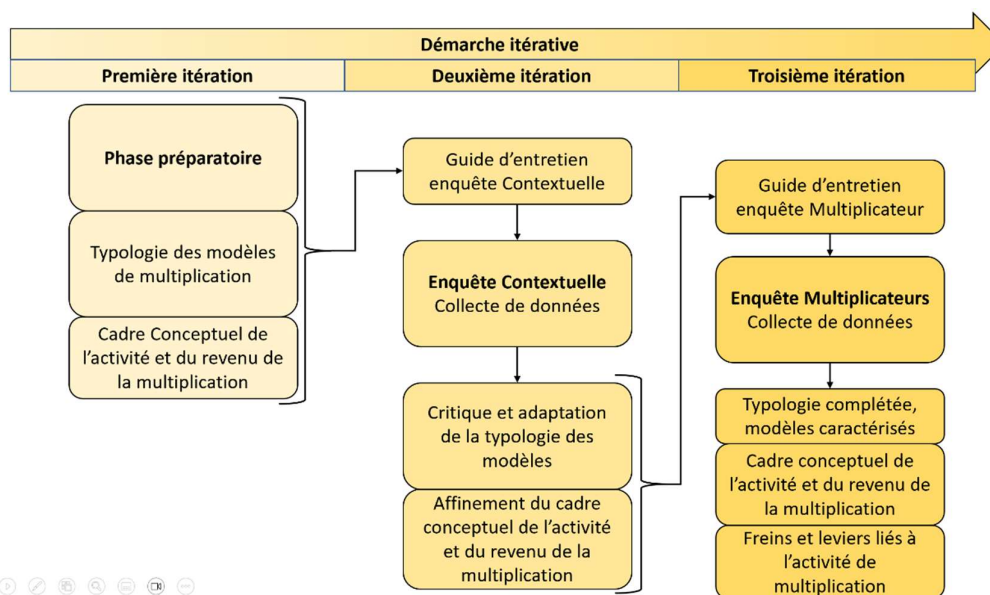 Démarche itérative
Première itération
Deuxième itération
Troisième itération
Phase préparatoire
Typologie des modèles
de multiplication
Cadre Conceptuel de
l’activité et du revenu de
la multiplication
Guide d’entretien
enquête Contextuelle
Enquête Contextuelle
Collecte de données
Critique et adaptation
de la typologie des
modèles
Affinement du cadre
conceptuel de l’activité
et du revenu de la
multiplication
Guide d’entretien
enquête Multiplicateur
Enquête Multiplicateurs
Collecte de données
Typologie complétée,
modèles caractérisés
Cadre conceptuel de
l’activité et du revenu de
la multiplication
Freins et leviers liés à
l’activité de
multiplication